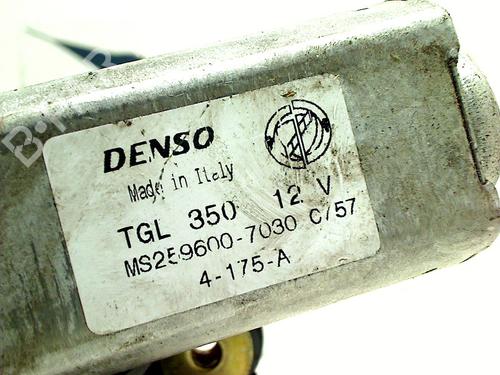 DENSO
Made in Italy
TGL 350 12 V
MS259600-7030 C/57
4-175-A